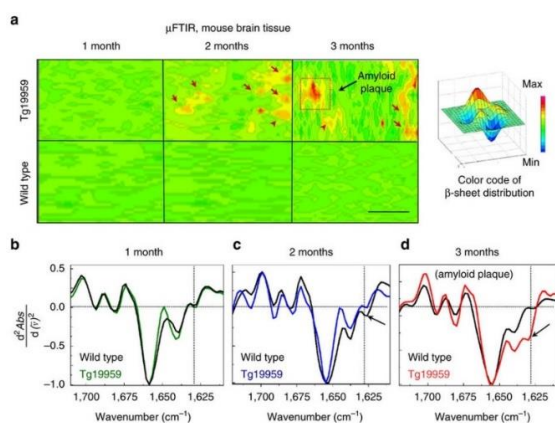 a
µFTIR, mouse brain tissue
1 month 2 months 3 months
Tg19959
Amyloid
plaque
Wild type
Max
Min
Color code of
β-sheet distribution
b 1 month c 2 months d 3 months
(amyloid plaque)
0.5
0.0
−0.5
−1.0
d²Abs
d (ṽ)²
Wild type
Tg19959
Wild type
Tg19959
Wild type
Tg19959
1,700 1,675 1,650 1,625 1,700 1,675 1,650 1,625 1,700 1,675 1,650 1,625
Wavenumber (cm⁻¹) Wavenumber (cm⁻¹) Wavenumber (cm⁻¹)